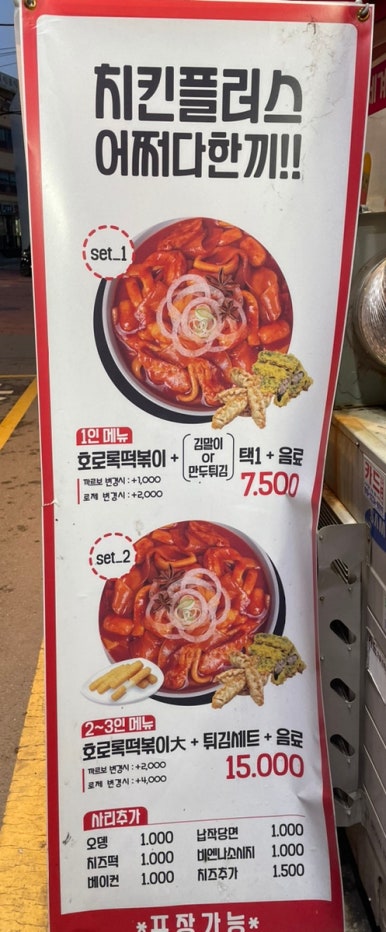 치킨플러스
어쩌다한끼!!
set_1
1인 메뉴
호로록떡볶이 + [김말이 or 만두튀김] 택1 + 음료
까르보 변경시 : +1,000
로제 변경시 : +2,000
7.500
set_2
2~3인 메뉴
호로록떡볶이大 + 튀김세트 + 음료
까르보 변경시 : +2,000
로제 변경시 : +4,000
15.000
사리추가
오뎅 1.000 납작당면 1.000
치즈떡 1.000 비엔나소시지 1.000
베이컨 1.000 치즈추가 1.500
*포장가능*